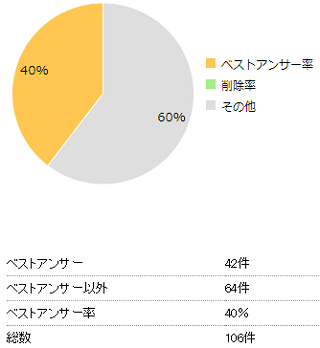 40%
60%
ベストアンサー率
削除率
その他
ベストアンサー 42件
ベストアンサー以外 64件
ベストアンサー率 40%
総数 106件